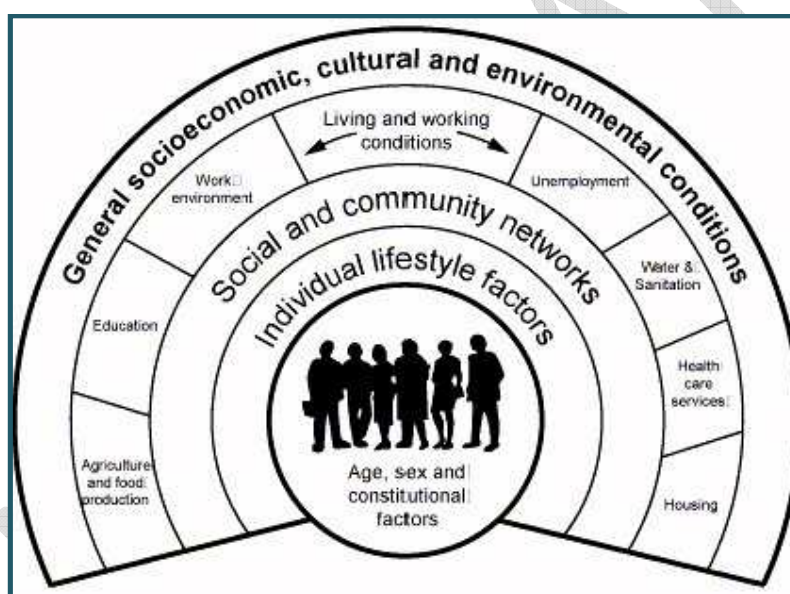 General socioeconomic, cultural and environmental conditions
Living and working
conditions
Work
environment
Unemployment
Education
Water &
Sanitation
Agriculture
and food
production
Health
care
services
Housing
Social and community networks
Individual lifestyle factors
Age, sex and
constitutional
factors